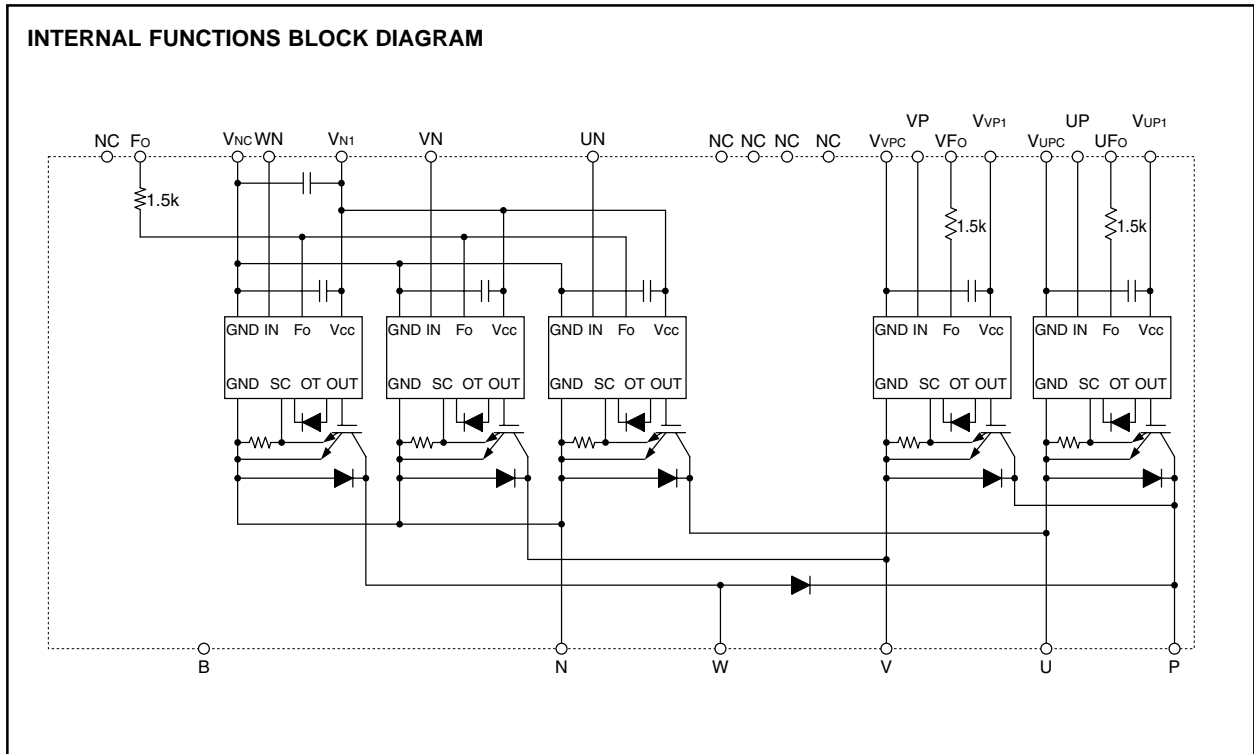 INTERNAL FUNCTIONS BLOCK DIAGRAM
VP VVP1 UP VUP1
NC FO VNC WN VN1 VN UN NC NC NC NC VVPC VFO VUPC UFO
1.5k 1.5k 1.5k
GND IN Fo Vcc GND IN Fo Vcc GND IN Fo Vcc GND IN Fo Vcc GND IN Fo Vcc
GND SC OT OUT GND SC OT OUT GND SC OT OUT GND SC OT OUT GND SC OT OUT
B N W V U P